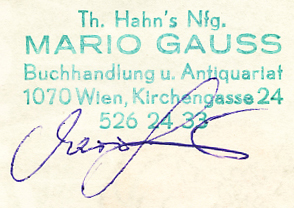 Th. Hahn's Nfg.
MARIO GAUSS
Buchhandlung u. Antiquariat
1070 Wien, Kirchengasse 24
526 24 33